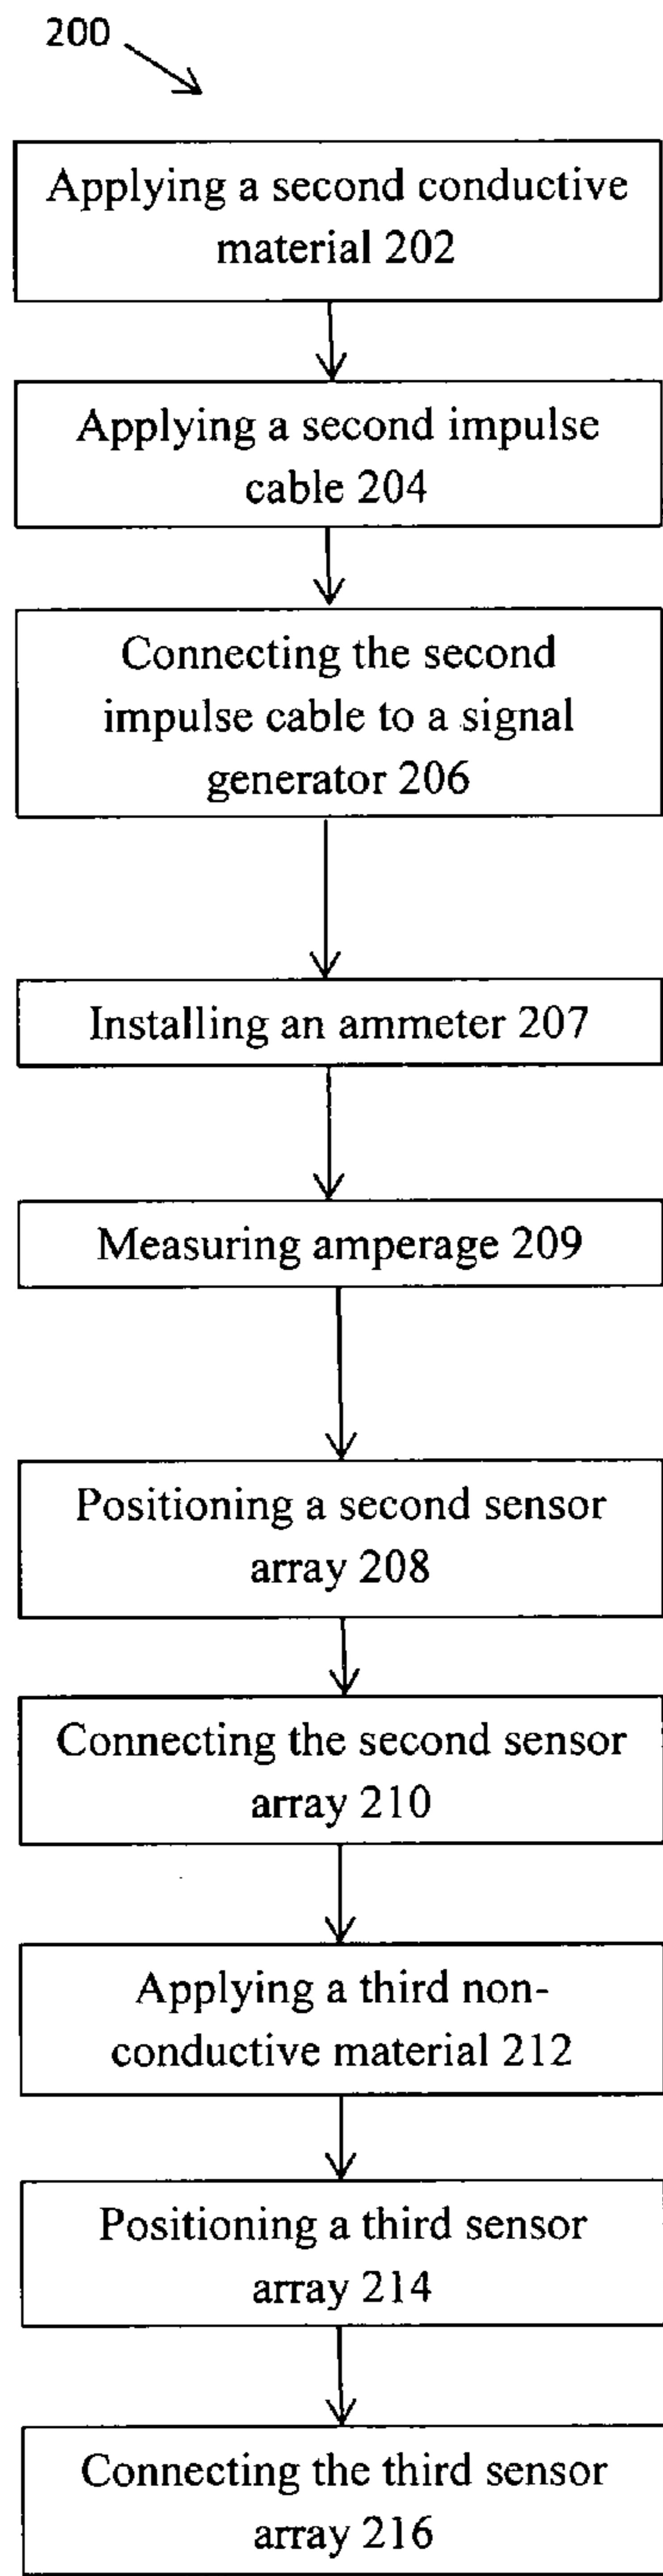 200
Applying a second conductive
material 202
Applying a second impulse
cable 204
Connecting the second
impulse cable to a signal
generator 206
Installing an ammeter 207
Measuring amperage 209
Positioning a second sensor
array 208
Connecting the second sensor
array 210
Applying a third non-
conductive material 212
Positioning a third sensor
array 214
Connecting the third sensor
array 216